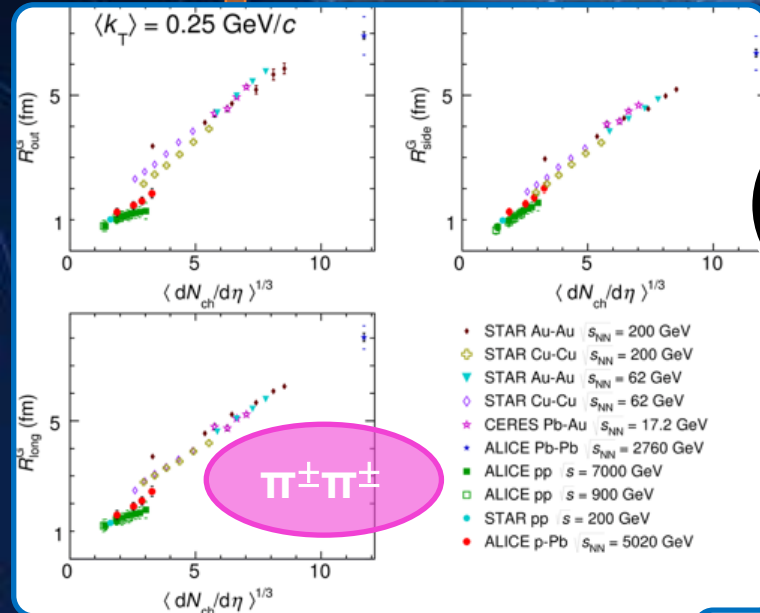 ⟨k_T⟩ = 0.25 GeV/c
R^G_out (fm)
5
1
0 5 10
⟨ dN_ch/dη ⟩^1/3
R^G_side (fm)
5
1
0 5 10
⟨ dN_ch/dη ⟩^1/3
R^G_long (fm)
5
1
0 5 10
⟨ dN_ch/dη ⟩^1/3
π±π±
STAR Au-Au √s_NN = 200 GeV
STAR Cu-Cu √s_NN = 200 GeV
STAR Au-Au √s_NN = 62 GeV
STAR Cu-Cu √s_NN = 62 GeV
CERES Pb-Au √s_NN = 17.2 GeV
ALICE Pb-Pb √s_NN = 2760 GeV
ALICE pp √s = 7000 GeV
ALICE pp √s = 900 GeV
STAR pp √s = 200 GeV
ALICE p-Pb √s_NN = 5020 GeV